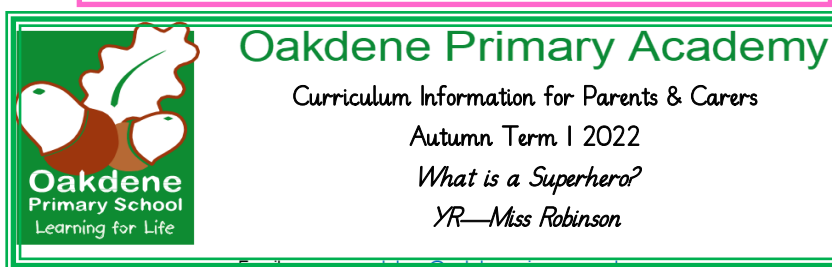 Oakdene Primary Academy
Curriculum Information for Parents & Carers
Autumn Term 1 2022
What is a Superhero?
YR—Miss Robinson
Oakdene
Primary School
Learning for Life